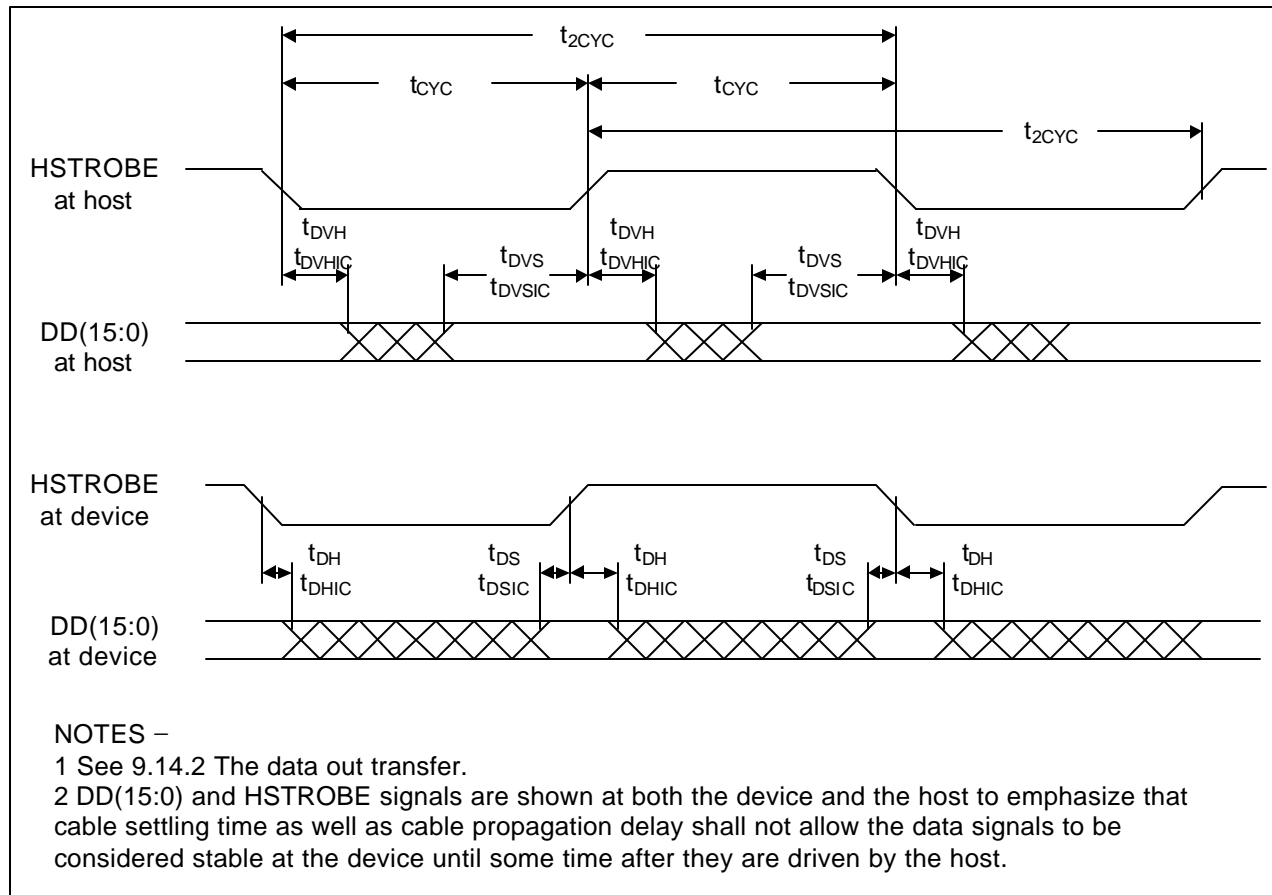 t2CYC
tCYC tCYC
t2CYC
HSTROBE
at host
tDVH tDVH tDVH
tDVHIC tDVS tDVHIC tDVS tDVHIC
tDVSIC tDVSIC
DD(15:0)
at host
HSTROBE
at device
tDH tDS tDH tDS tDH
tDHIC tDSIC tDHIC tDSIC tDHIC
DD(15:0)
at device
NOTES –
1 See 9.14.2 The data out transfer.
2 DD(15:0) and HSTROBE signals are shown at both the device and the host to emphasize that
cable settling time as well as cable propagation delay shall not allow the data signals to be
considered stable at the device until some time after they are driven by the host.